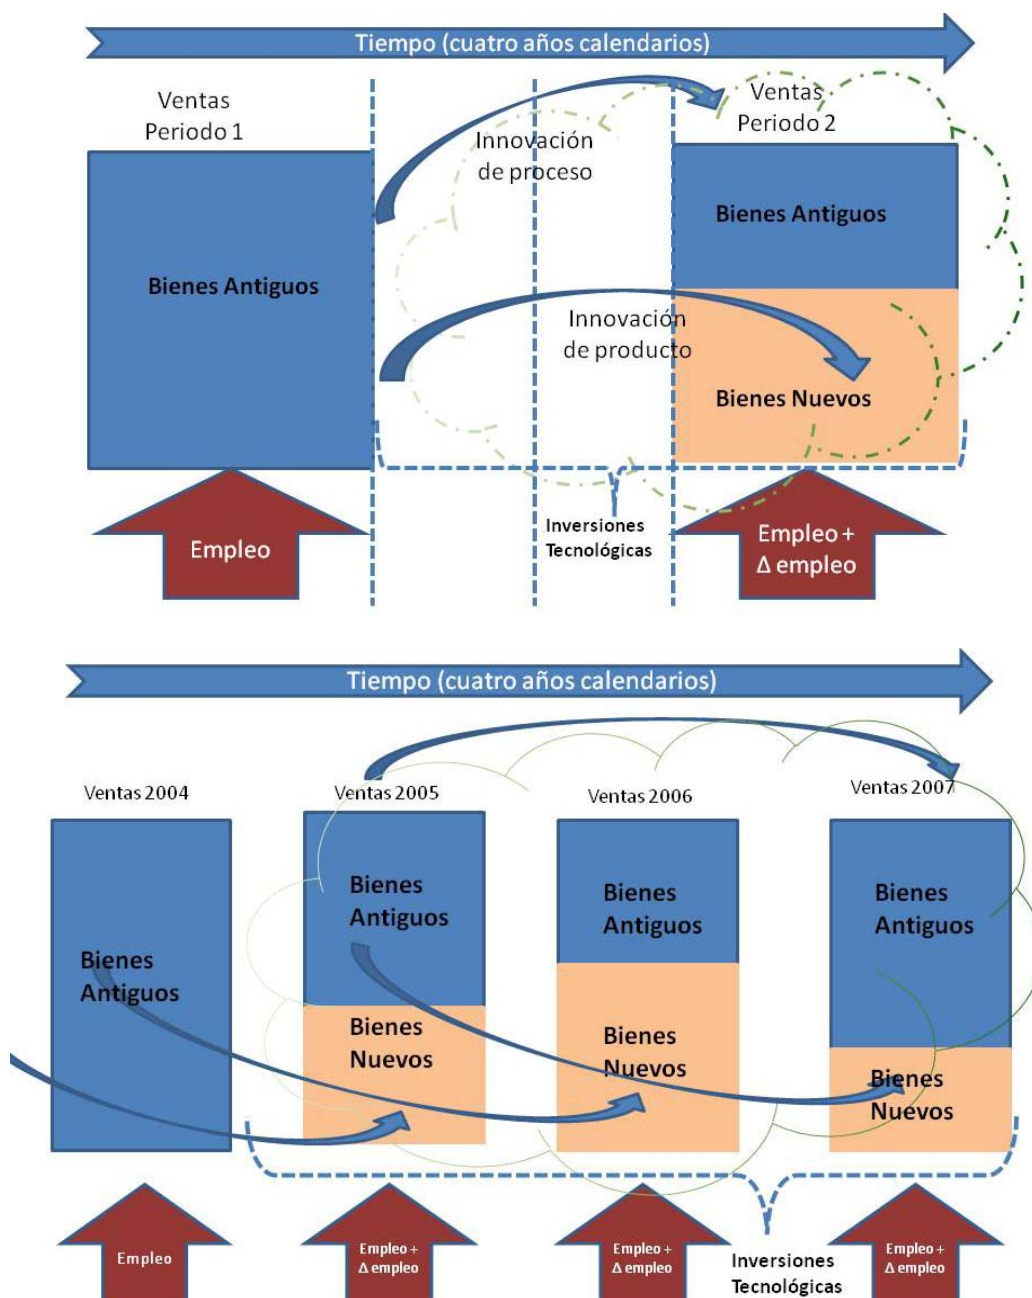 Tiempo (cuatro años calendarios)
Ventas
Periodo 1
Ventas
Periodo 2
Innovación
de proceso
Bienes Antiguos
Bienes Antiguos
Innovación
de producto
Bienes Nuevos
Inversiones
Tecnológicas
Empleo
Empleo +
Δ empleo
Tiempo (cuatro años calendarios)
Ventas 2004
Ventas 2005
Ventas 2006
Ventas 2007
Bienes
Antiguos
Bienes
Antiguos
Bienes
Antiguos
Bienes
Antiguos
Bienes
Nuevos
Bienes
Nuevos
Bienes
Nuevos
Empleo
Empleo +
Δ empleo
Empleo +
Δ empleo
Inversiones
Tecnológicas
Empleo +
Δ empleo